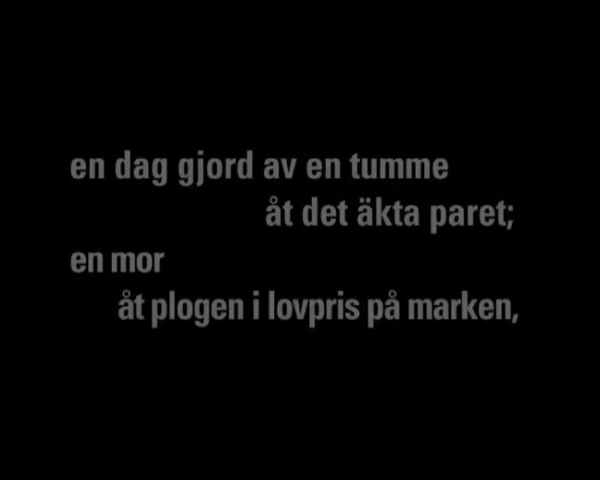 en dag gjord av en tumme
åt det äkta paret;
en mor
åt plogen i lovpris på marken,